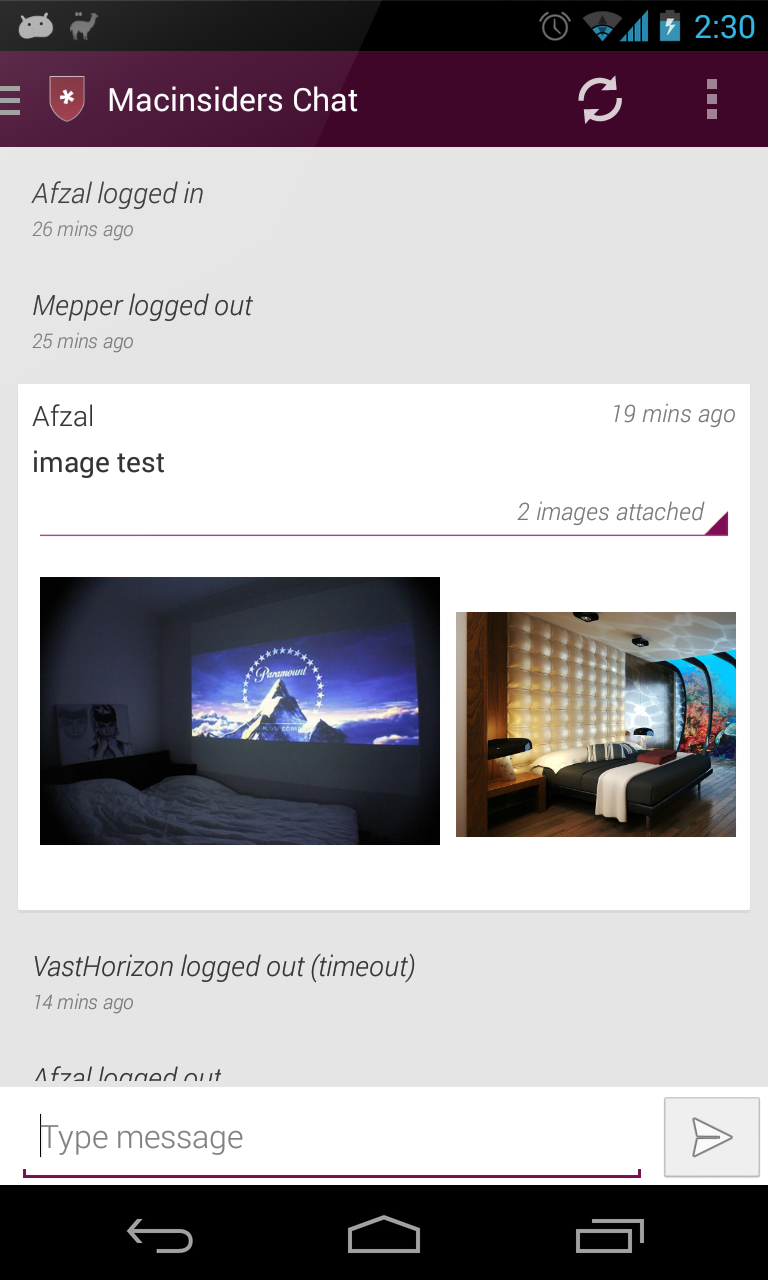 2:30
Macinsiders Chat
Afzal logged in
26 mins ago
Mepper logged out
25 mins ago
Afzal
19 mins ago
image test
2 images attached
Paramount
VastHorizon logged out (timeout)
14 mins ago
Afzal logged out
Type message